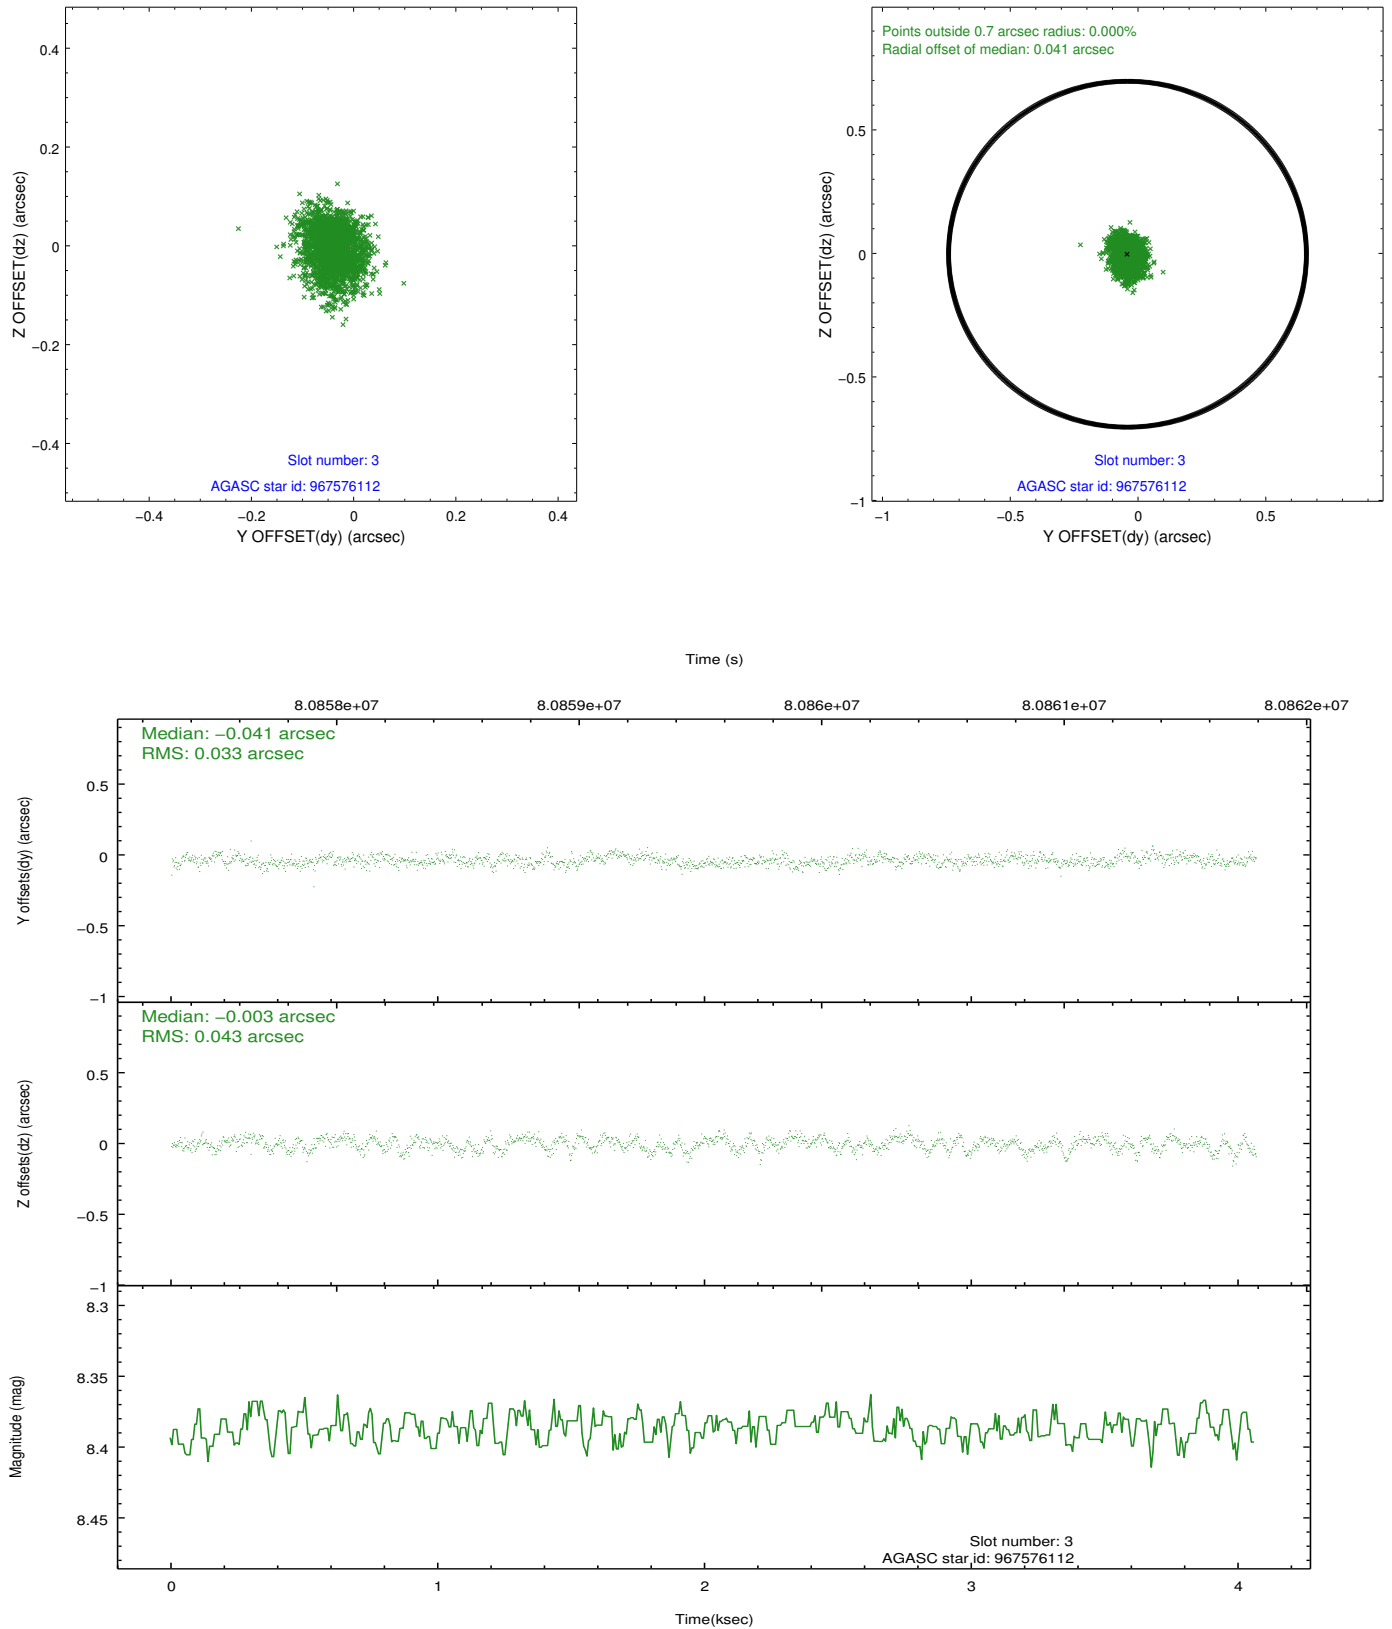 0.4
0.2
0
−0.2
−0.4
Z OFFSET(dz) (arcsec)
Slot number: 3
AGASC star id: 967576112
−0.4 −0.2 0 0.2 0.4
Y OFFSET(dy) (arcsec)
Points outside 0.7 arcsec radius: 0.000%
Radial offset of median: 0.041 arcsec
0.5
0
−0.5
−1
Z OFFSET(dz) (arcsec)
Slot number: 3
AGASC star id: 967576112
−1 −0.5 0 0.5
Y OFFSET(dy) (arcsec)
Time (s)
8.0858e+07 8.0859e+07 8.086e+07 8.0861e+07 8.0862e+07
Median: −0.041 arcsec
RMS: 0.033 arcsec
0.5
0
−0.5
−1
Y offsets(dy) (arcsec)
Median: −0.003 arcsec
RMS: 0.043 arcsec
0.5
0
−0.5
−1
Z offsets(dz) (arcsec)
8.3
8.35
8.4
8.45
Magnitude (mag)
Slot number: 3
AGASC star id: 967576112
0 1 2 3 4
Time(ksec)